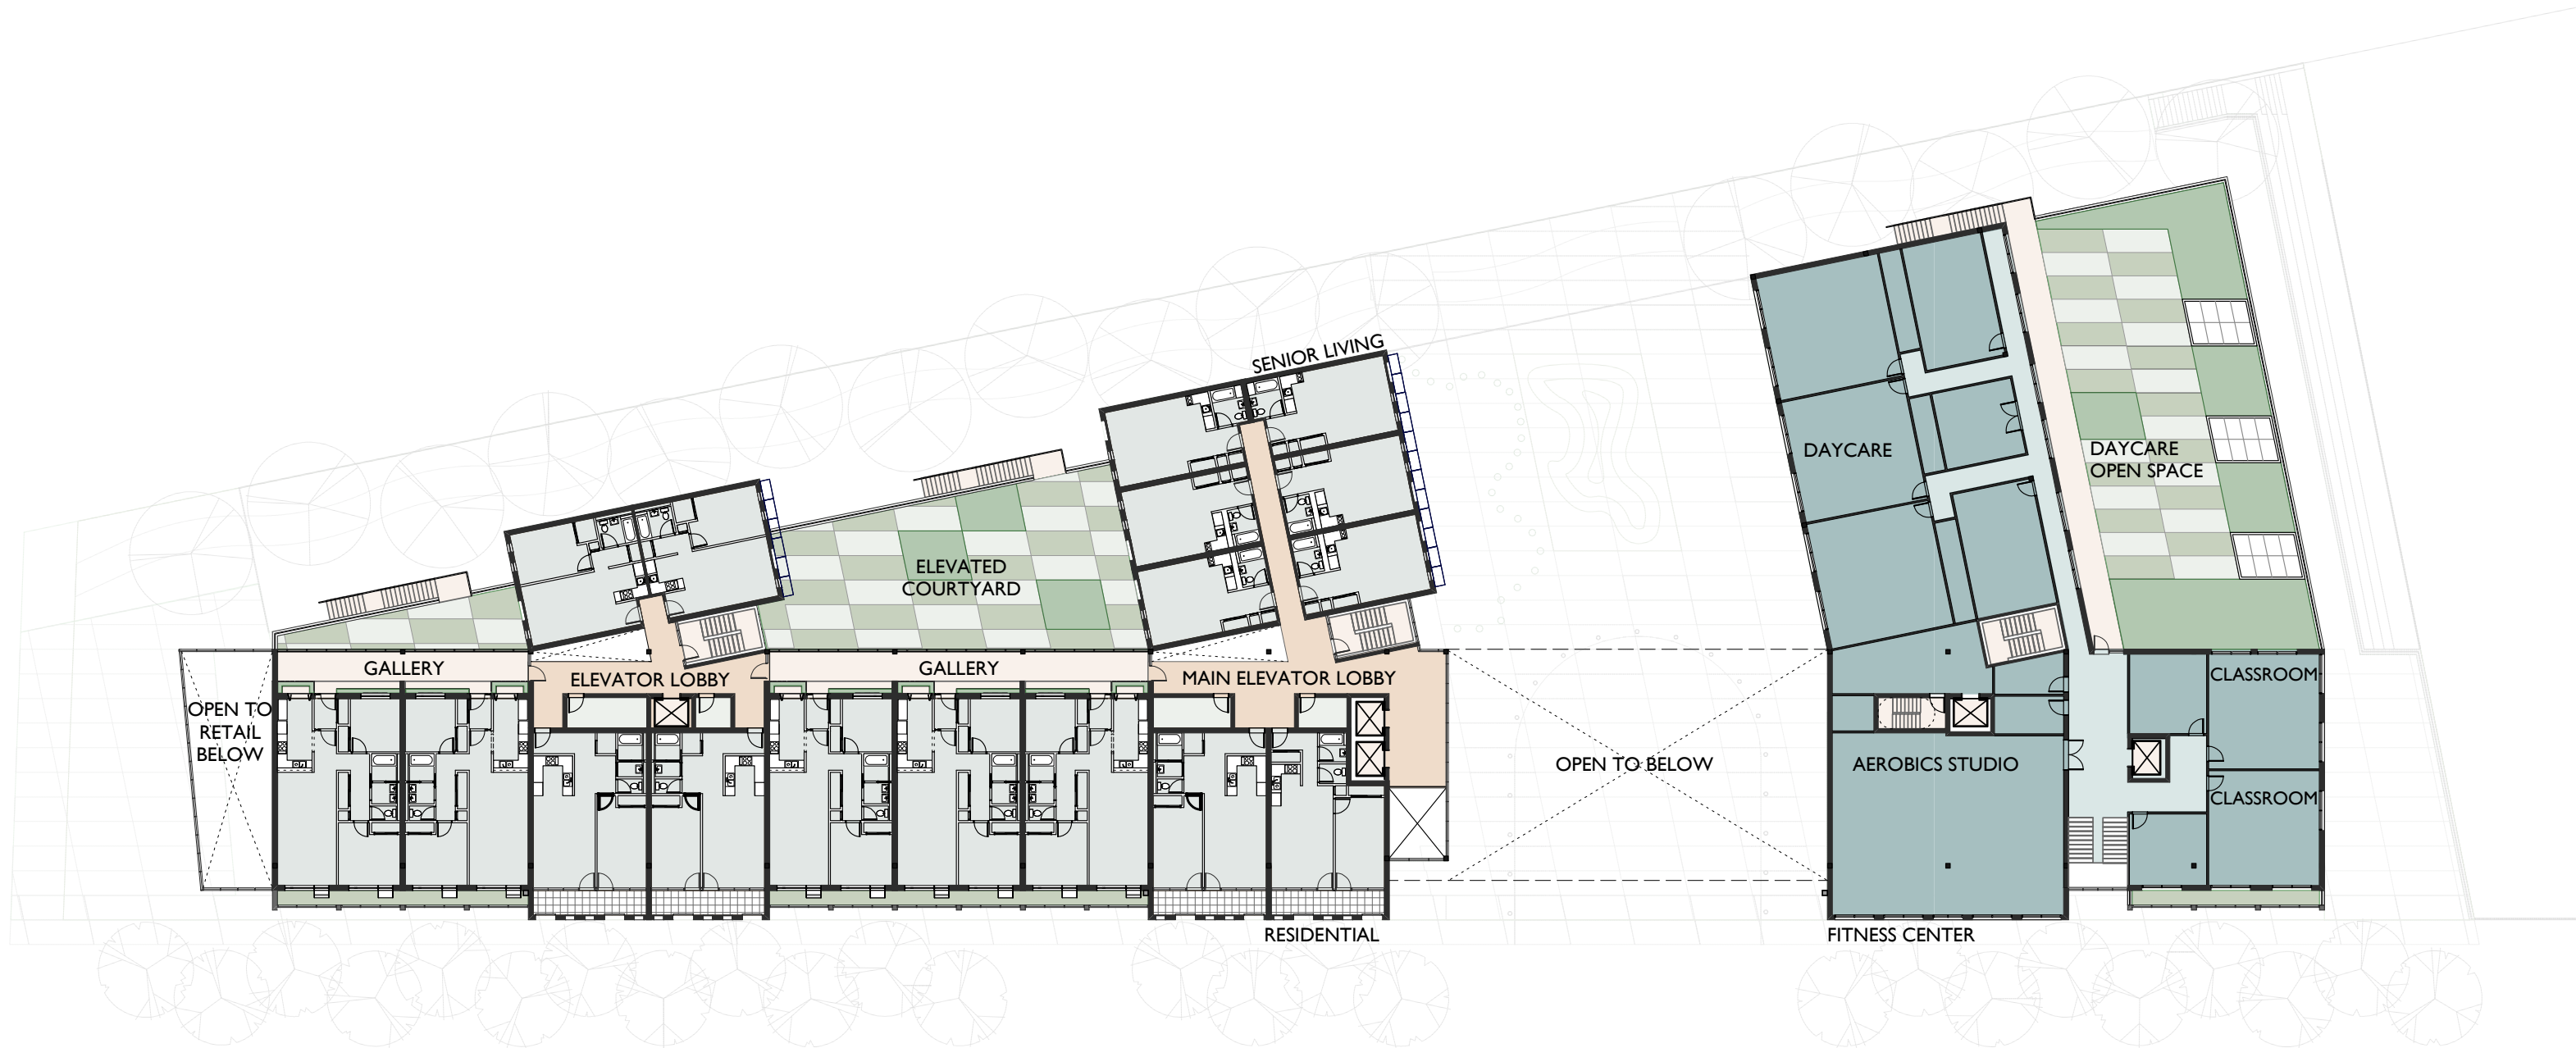 SENIOR LIVING
DAYCARE
DAYCARE
OPEN SPACE
ELEVATED
COURTYARD
GALLERY
ELEVATOR LOBBY
GALLERY
MAIN ELEVATOR LOBBY
CLASSROOM
OPEN TO
RETAIL
BELOW
OPEN TO BELOW
AEROBICS STUDIO
CLASSROOM
RESIDENTIAL
FITNESS CENTER